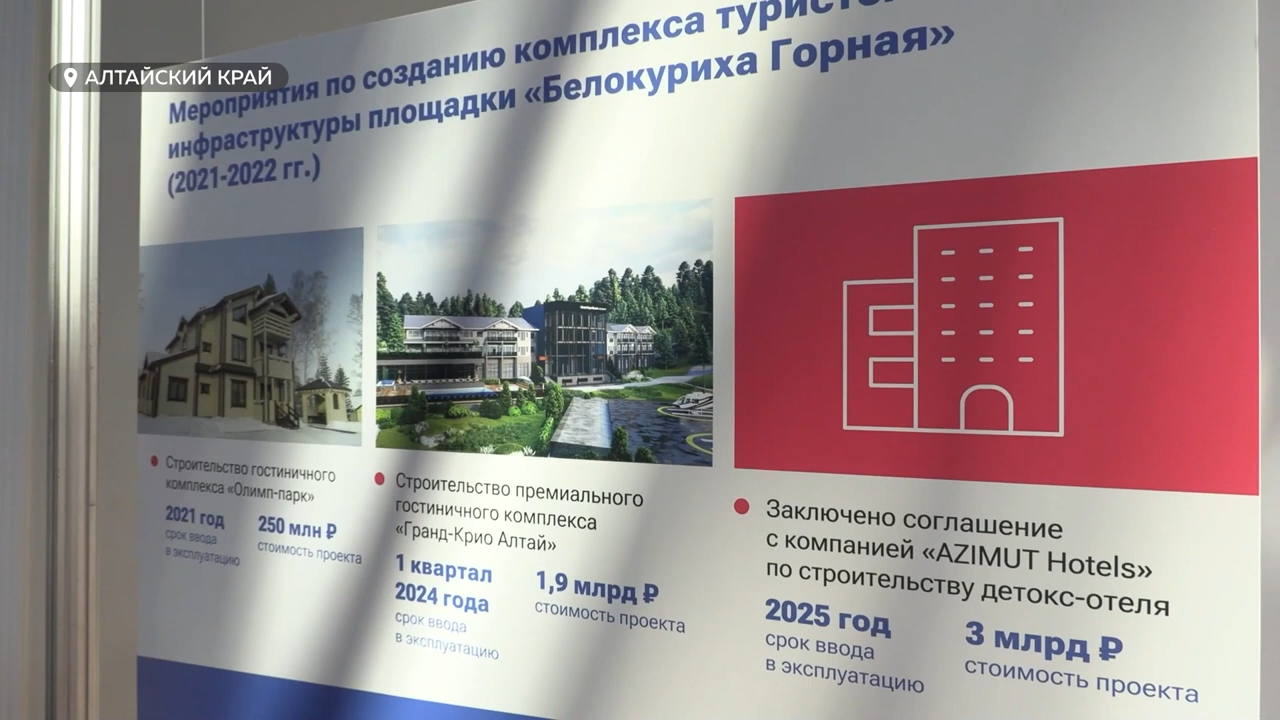 АЛТАЙСКИЙ КРАЙ
Мероприятия по созданию комплекса
инфраструктуры площадки «Белокуриха Горная»
(2021-2022 гг.)
Строительство гостиничного
комплекса «Олимп-парк»
2021 год
срок ввода
в эксплуатацию
250 млн ₽
стоимость проекта
Строительство премиального
гостиничного комплекса
«Гранд-Крио Алтай»
1 квартал
2024 года
срок ввода
в эксплуатацию
1,9 млрд ₽
стоимость проекта
Заключено соглашение
с компанией «AZIMUT Hotels»
по строительству детокс-отеля
2025 год
срок ввода
в эксплуатацию
3 млрд ₽
стоимость проекта